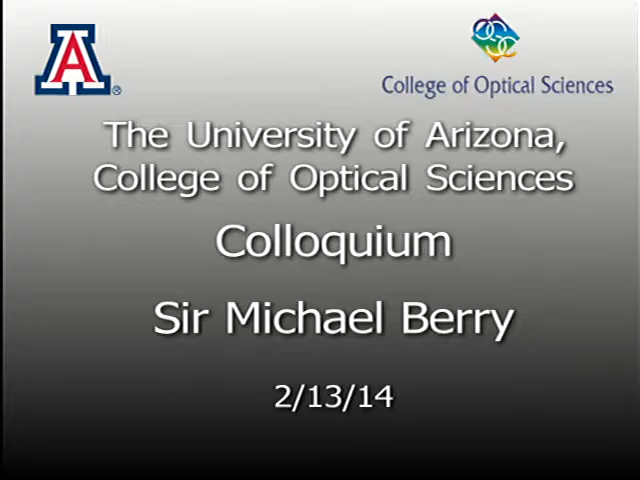 A
College of Optical Sciences
The University of Arizona,
College of Optical Sciences
Colloquium
Sir Michael Berry
2/13/14